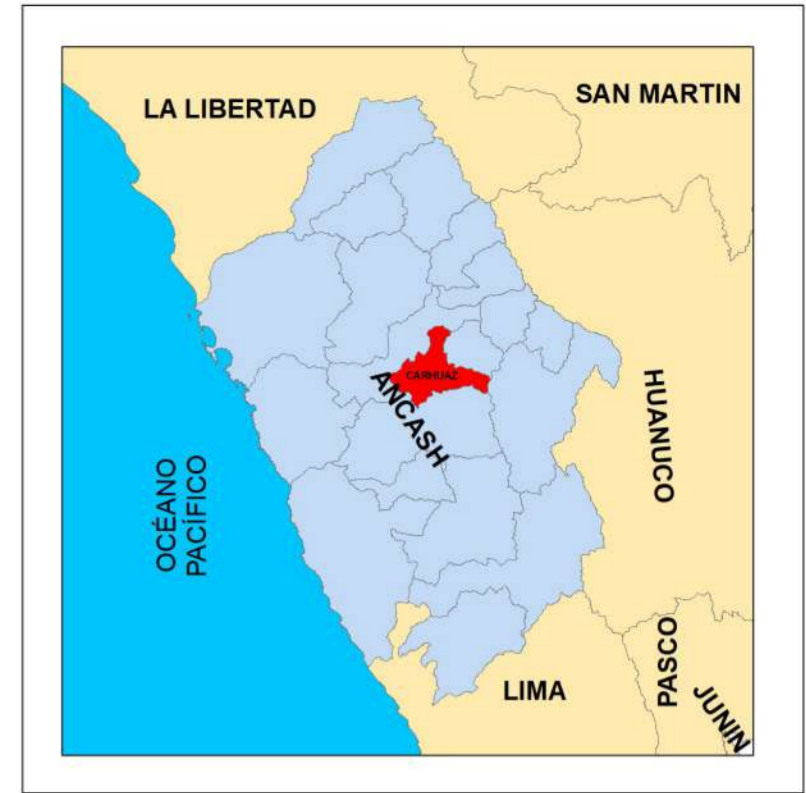 SAN MARTIN
LA LIBERTAD
CARHUAZ
ANCASH
HUANUCO
OCÉANO
PACÍFICO
LIMA
PASCO
JUNIN